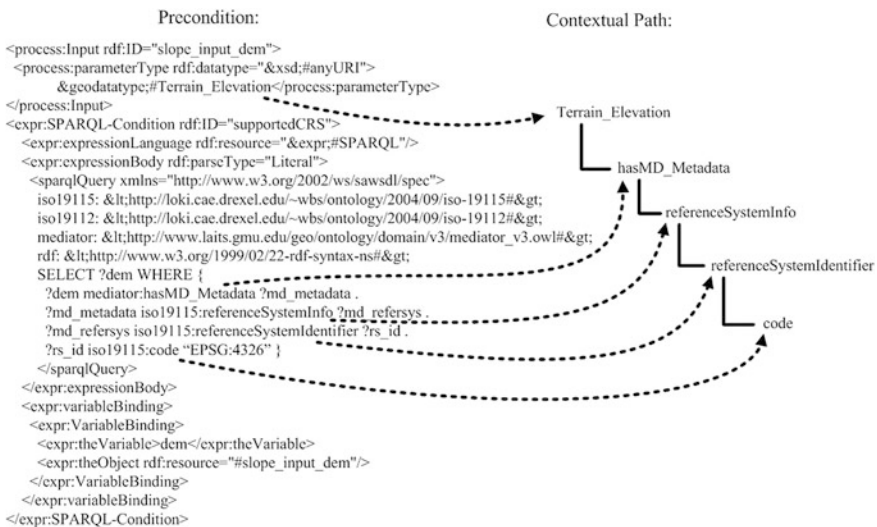 Precondition:
Contextual Path:
<process:Input rdf:ID="slope_input_dem">
<process:parameterType rdf:datatype="&xsd;#anyURI">
&geodatatype;#Terrain_Elevation</process:parameterType>
</process:Input>
<expr:SPARQL-Condition rdf:ID="supportedCRS">
<expr:expressionLanguage rdf:resource="&expr;#SPARQL"/>
<expr:expressionBody rdf:parseType="Literal">
<sparqlQuery xmlns="http://www.w3.org/2002/ws/sawsdl/spec">
iso19115: &lt;http://loki.cae.drexel.edu/~wbs/ontology/2004/09/iso-19115#&gt;
iso19112: &lt;http://loki.cae.drexel.edu/~wbs/ontology/2004/09/iso-19112#&gt;
mediator: &lt;http://www.laits.gmu.edu/geo/ontology/domain/v3/mediator_v3.owl#&gt;
rdf: &lt;http://www.w3.org/1999/02/22-rdf-syntax-ns#&gt;
SELECT ?dem WHERE {
?dem mediator:hasMD_Metadata ?md_metadata .
?md_metadata iso19115:referenceSystemInfo ?md_refersys .
?md_refersys iso19115:referenceSystemIdentifier ?rs_id .
?rs_id iso19115:code “EPSG:4326” }
</sparqlQuery>
</expr:expressionBody>
<expr:variableBinding>
<expr:VariableBinding>
<expr:theVariable>dem</expr:theVariable>
<expr:theObject rdf:resource="#slope_input_dem"/>
</expr:VariableBinding>
</expr:variableBinding>
</expr:SPARQL-Condition>
Terrain_Elevation
hasMD_Metadata
referenceSystemInfo
referenceSystemIdentifier
code